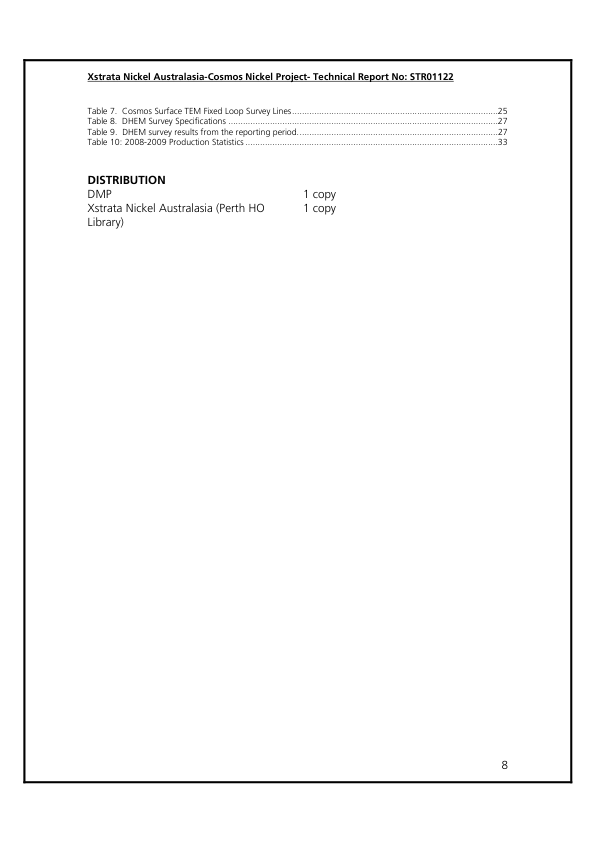 Xstrata Nickel Australasia-Cosmos Nickel Project- Technical Report No: STR01122
Table 7.  Cosmos Surface TEM Fixed Loop Survey Lines..............................................................................25
Table 8.  DHEM Survey Specifications ......................................................................................................27
Table 9.  DHEM survey results from the reporting period...........................................................................27
Table 10: 2008-2009 Production Statistics ................................................................................................33
DISTRIBUTION
DMP 1 copy
Xstrata Nickel Australasia (Perth HO 1 copy
Library)
8